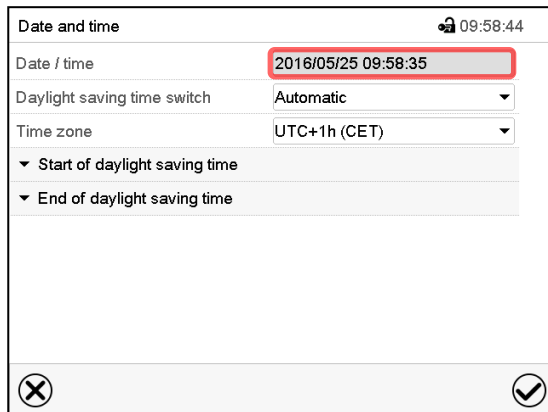 Date and time 09:58:44
Date / time 2016/05/25 09:58:35
Daylight saving time switch Automatic
Time zone UTC+1h (CET)
Start of daylight saving time
End of daylight saving time